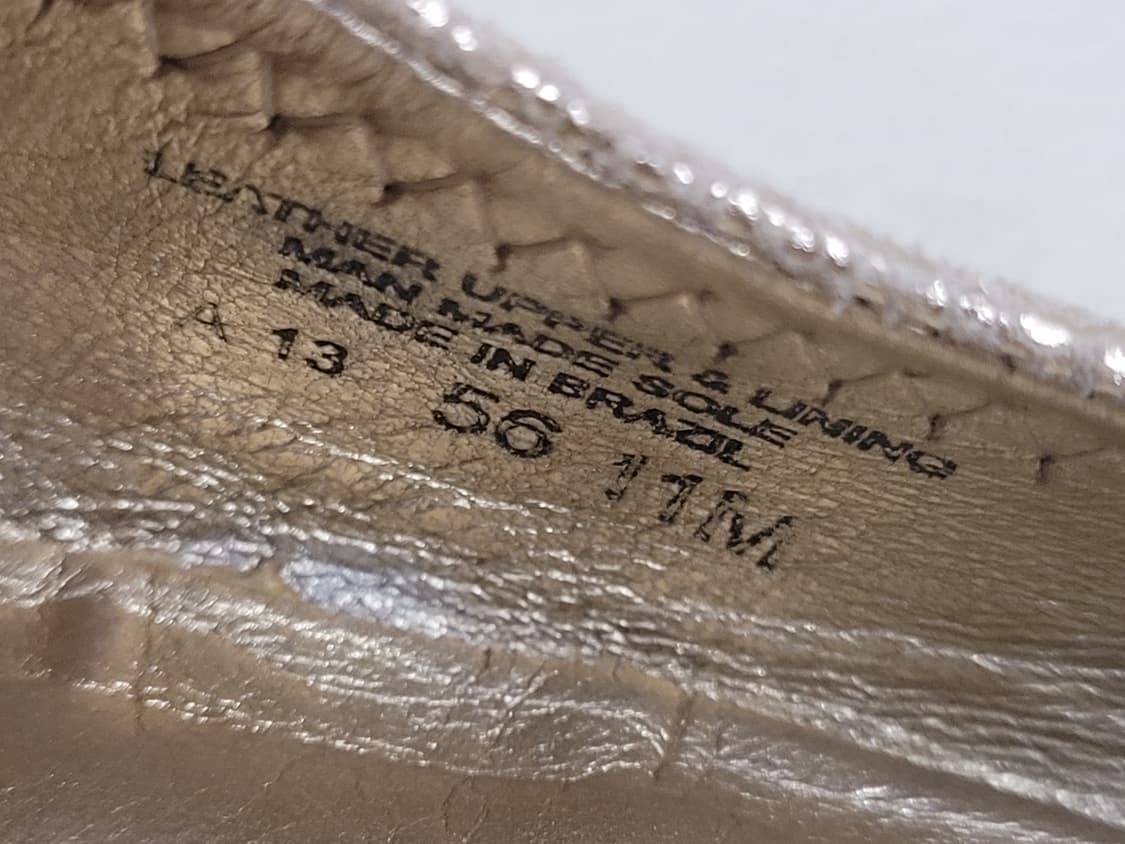 LEATHER UPPER & LINING
MAN MADE SOLE
MADE IN BRAZIL
A 13 56 11M